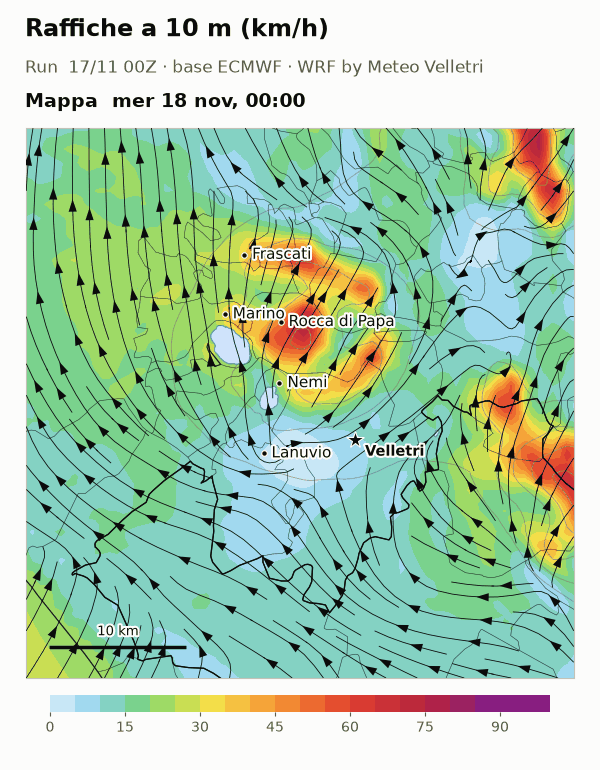 Raffiche a 10 m (km/h)
Run 17/11 00Z · base ECMWF · WRF by Meteo Velletri
Mappa mer 18 nov, 00:00
Frascati
Marino
Rocca di Papa
Nemi
Velletri
Lanuvio
10 km
0 15 30 45 60 75 90